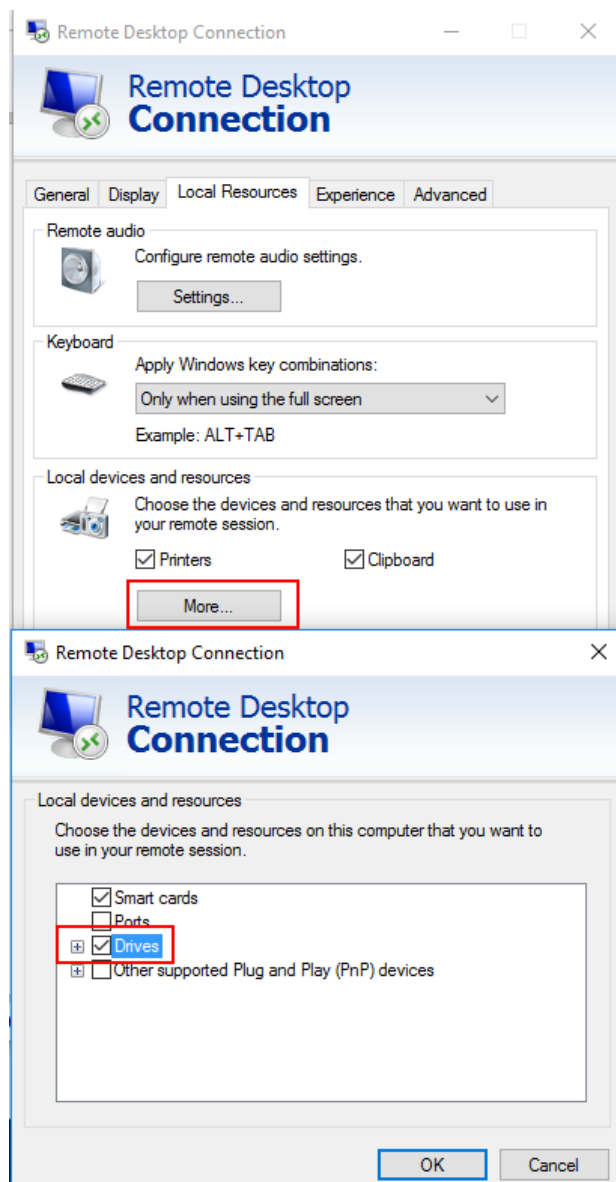 Remote Desktop Connection
Remote Desktop
Connection
General Display Local Resources Experience Advanced
Remote audio
Configure remote audio settings.
Settings...
Keyboard
Apply Windows key combinations:
Only when using the full screen
Example: ALT+TAB
Local devices and resources
Choose the devices and resources that you want to use in
your remote session.
Printers Clipboard
More...
Remote Desktop Connection
Remote Desktop
Connection
Local devices and resources
Choose the devices and resources on this computer that you want to
use in your remote session.
Smart cards
Ports
Drives
Other supported Plug and Play (PnP) devices
OK Cancel